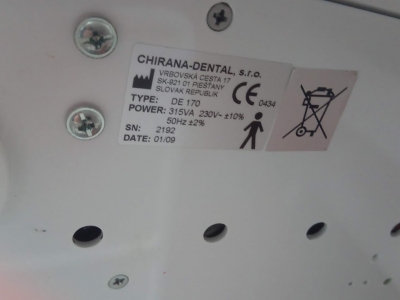 CHIRANA-DENTAL, s.r.o.
VRBOVSKÁ CESTA 17
SK-921 01 PIEŠŤANY
SLOVAK REPUBLIK
CE 0434
TYPE: DE 170
POWER: 315VA 230V~ ±10%
50Hz ±2%
SN: 2192
DATE: 01/09